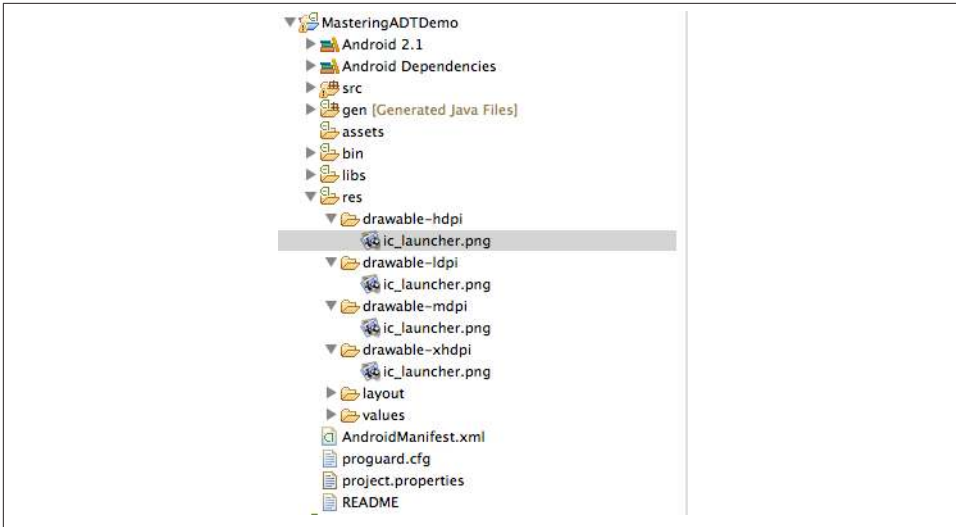 MasteringADTDemo
Android 2.1
Android Dependencies
src
gen [Generated Java Files]
assets
bin
libs
res
drawable-hdpi
ic_launcher.png
drawable-ldpi
ic_launcher.png
drawable-mdpi
ic_launcher.png
drawable-xhdpi
ic_launcher.png
layout
values
AndroidManifest.xml
proguard.cfg
project.properties
README